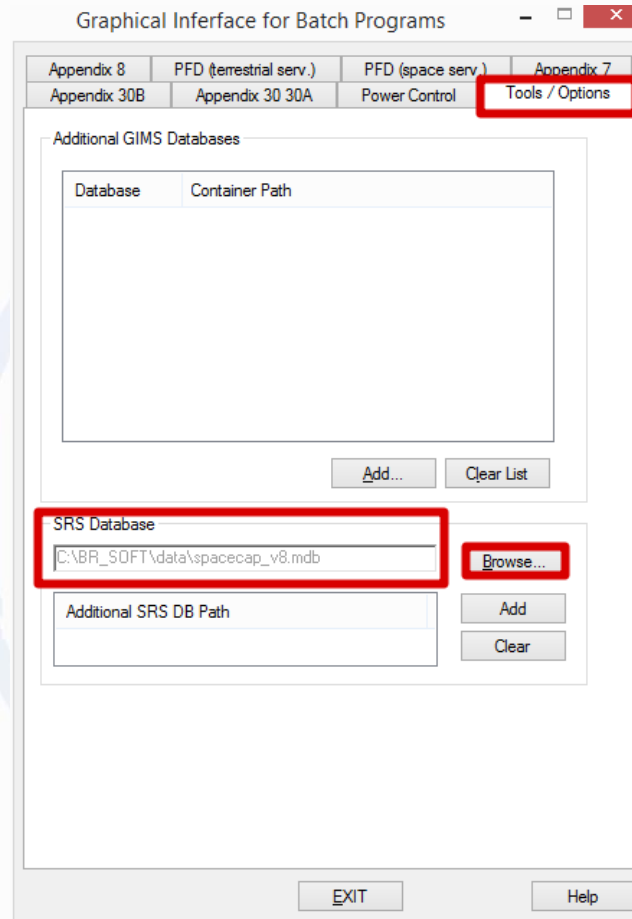 Graphical Inferface for Batch Programs
Appendix 8 PFD (terrestrial serv.) PFD (space serv.) Appendix 7
Appendix 30B Appendix 30 30A Power Control Tools / Options
Additional GIMS Databases
Database Container Path
Add... Clear List
SRS Database
C:\BR_SOFT\data\spacecap_v8.mdb Browse...
Additional SRS DB Path Add
Clear
EXIT Help